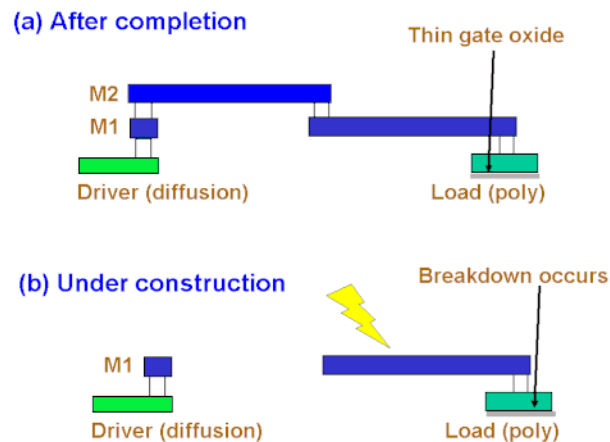 (a) After completion
Thin gate oxide
M2
M1
Driver (diffusion)
Load (poly)
(b) Under construction
Breakdown occurs
M1
Driver (diffusion)
Load (poly)